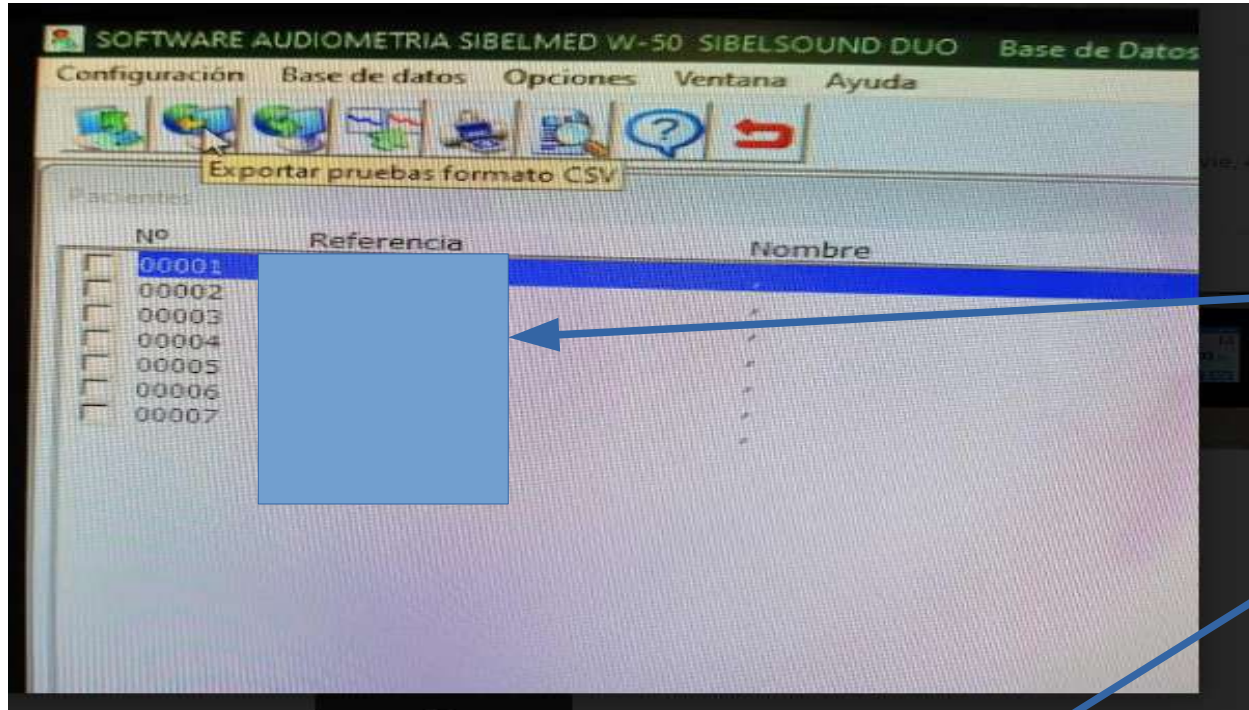 SOFTWARE AUDIOMETRIA SIBELMED W-50 SIBELSOUND DUO Base de Datos
Configuración Base de datos Opciones Ventana Ayuda
Exportar pruebas formato CSV
Pacientes
Nº Referencia Nombre
00001 ,
00002 ,
00003 ,
00004 ,
00005 ,
00006 ,
00007 ,